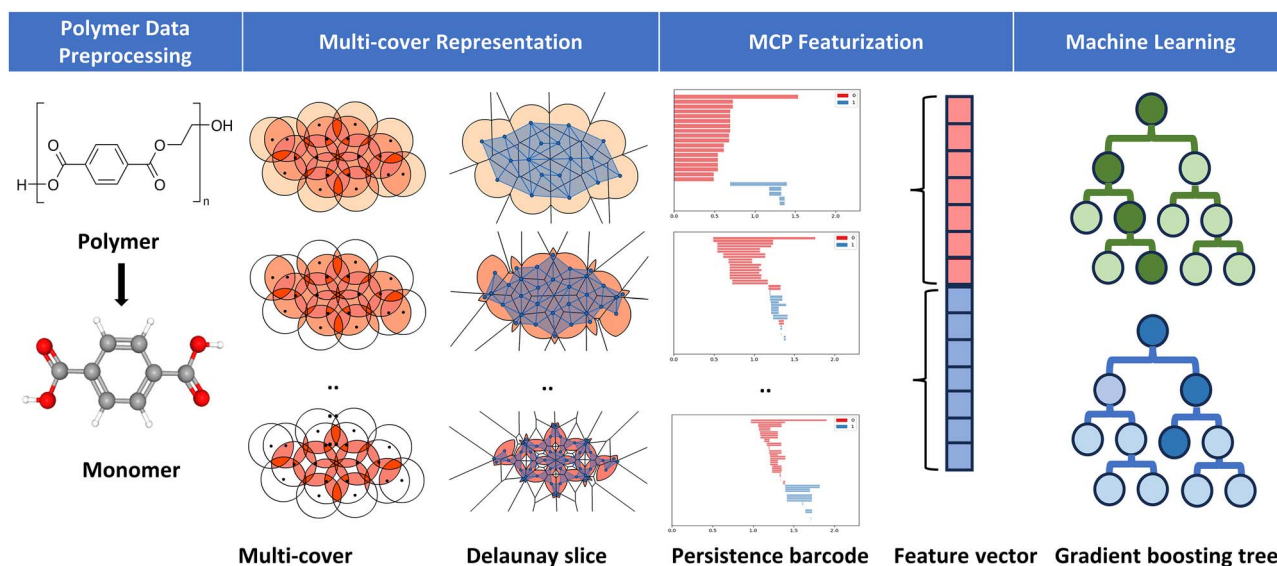 Polymer Data
Preprocessing
Multi-cover Representation
MCP Featurization
Machine Learning
O
OH
O
O
H
O
n
Polymer
Monomer
0
1
0.0 0.5 1.0 1.5 2.0
0
1
0.0 0.5 1.0 1.5 2.0
0
1
0.0 0.5 1.0 1.5 2.0
Multi-cover
Delaunay slice
Persistence barcode
Feature vector
Gradient boosting tree